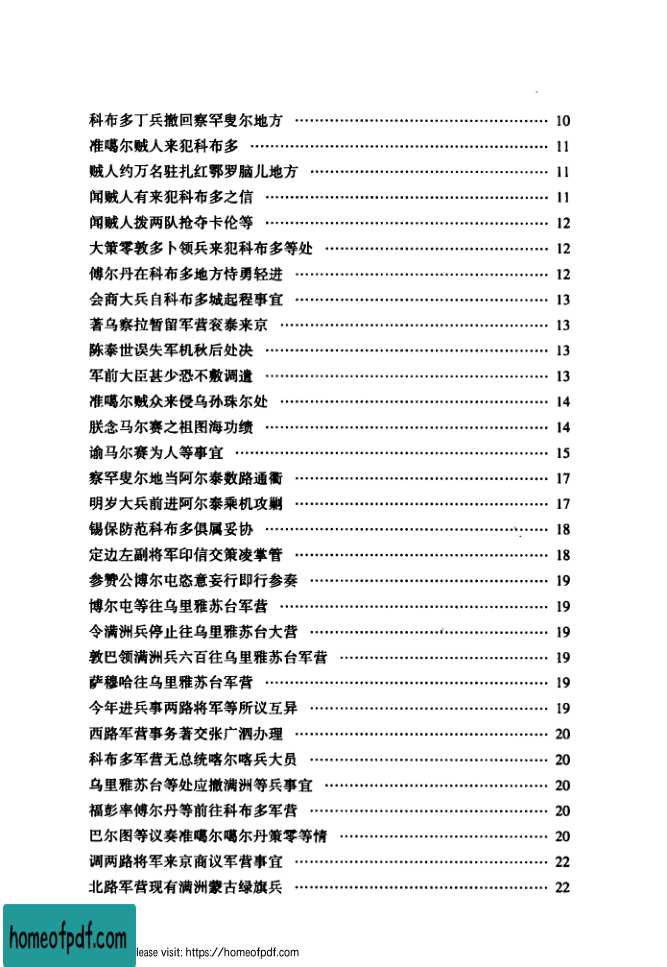 科布多丁兵撤回察罕叟尔地方 …… 10
准噶尔贼人来犯科布多 …… 11
贼人约万名驻扎红鄂罗脑儿地方 …… 11
闻贼人有来犯科布多之信 …… 11
闻贼人拨两队抢夺卡伦等 …… 12
大策零敦多卜领兵来犯科布多等处 …… 12
傅尔丹在科布多地方恃勇轻进 …… 12
会商大兵自科布多城起程事宜 …… 13
著乌察拉暂留军营衮泰来京 …… 13
陈泰世误失军机秋后处决 …… 13
军前大臣甚少恐不敷调遣 …… 13
准噶尔贼众来侵乌孙珠尔处 …… 14
朕念马尔赛之祖图海功绩 …… 14
谕马尔赛为人等事宜 …… 15
察罕叟尔地当阿尔泰数路通衢 …… 17
明岁大兵前进阿尔泰乘机攻剿 …… 17
锡保防范科布多俱属妥协 …… 18
定边左副将军印信交策凌掌管 …… 18
参赞公博尔屯恣意妄行即行参奏 …… 19
博尔屯等往乌里雅苏台军营 …… 19
令满洲兵停止往乌里雅苏台大营 …… 19
敦巴领满洲兵六百往乌里雅苏台军营 …… 19
萨穆哈往乌里雅苏台军营 …… 19
今年进兵事两路将军等所议互异 …… 19
西路军营事务著交张广泗办理 …… 20
科布多军营无总统喀尔喀兵大员 …… 20
乌里雅苏台等处应撤满洲等兵事宜 …… 20
福彭率傅尔丹等前往科布多军营 …… 20
巴尔图等议奏准噶尔噶尔丹策零等情 …… 20
调两路将军来京商议军营事宜 …… 22
北路军营现有满洲蒙古绿旗兵 …… 22
homeofpdf.com
lease visit: https://homeofpdf.com